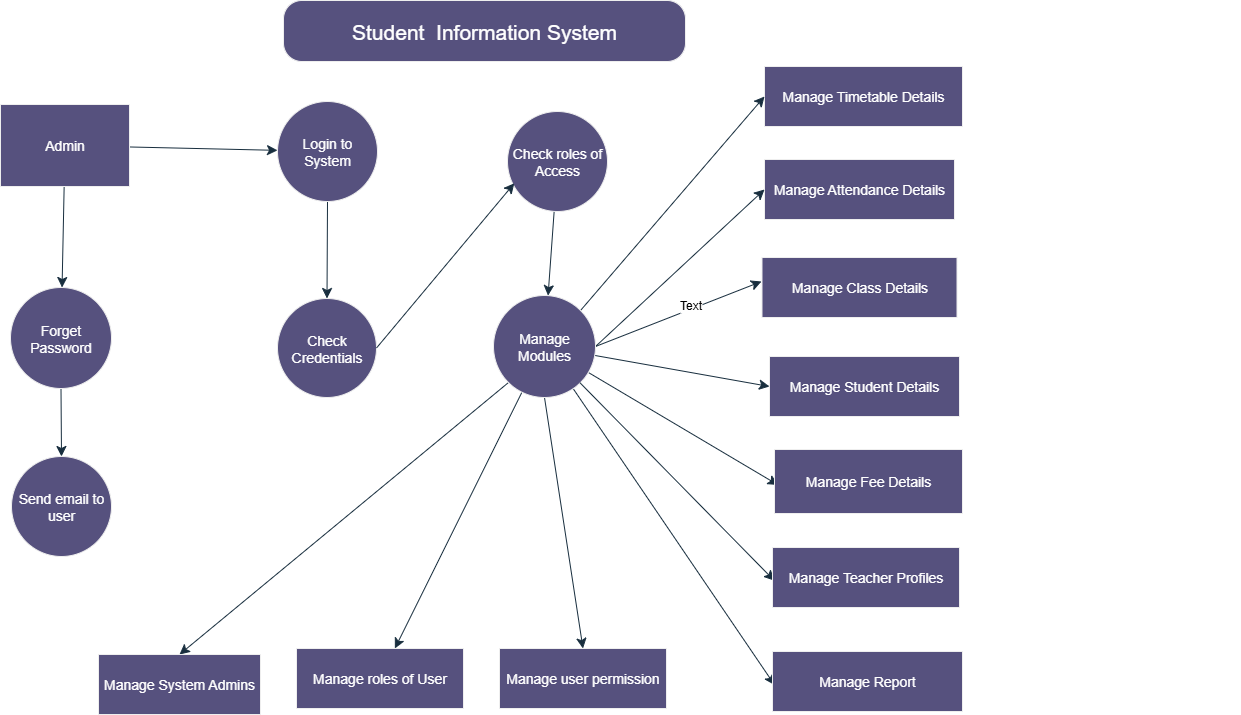 Student  Information System
Admin
Login to
System
Check roles of
Access
Manage Timetable Details
Manage Attendance Details
Manage Class Details
Text
Forget
Password
Check
Credentials
Manage
Modules
Manage Student Details
Manage Fee Details
Send email to
user
Manage Teacher Profiles
Manage System Admins
Manage roles of User
Manage user permission
Manage Report